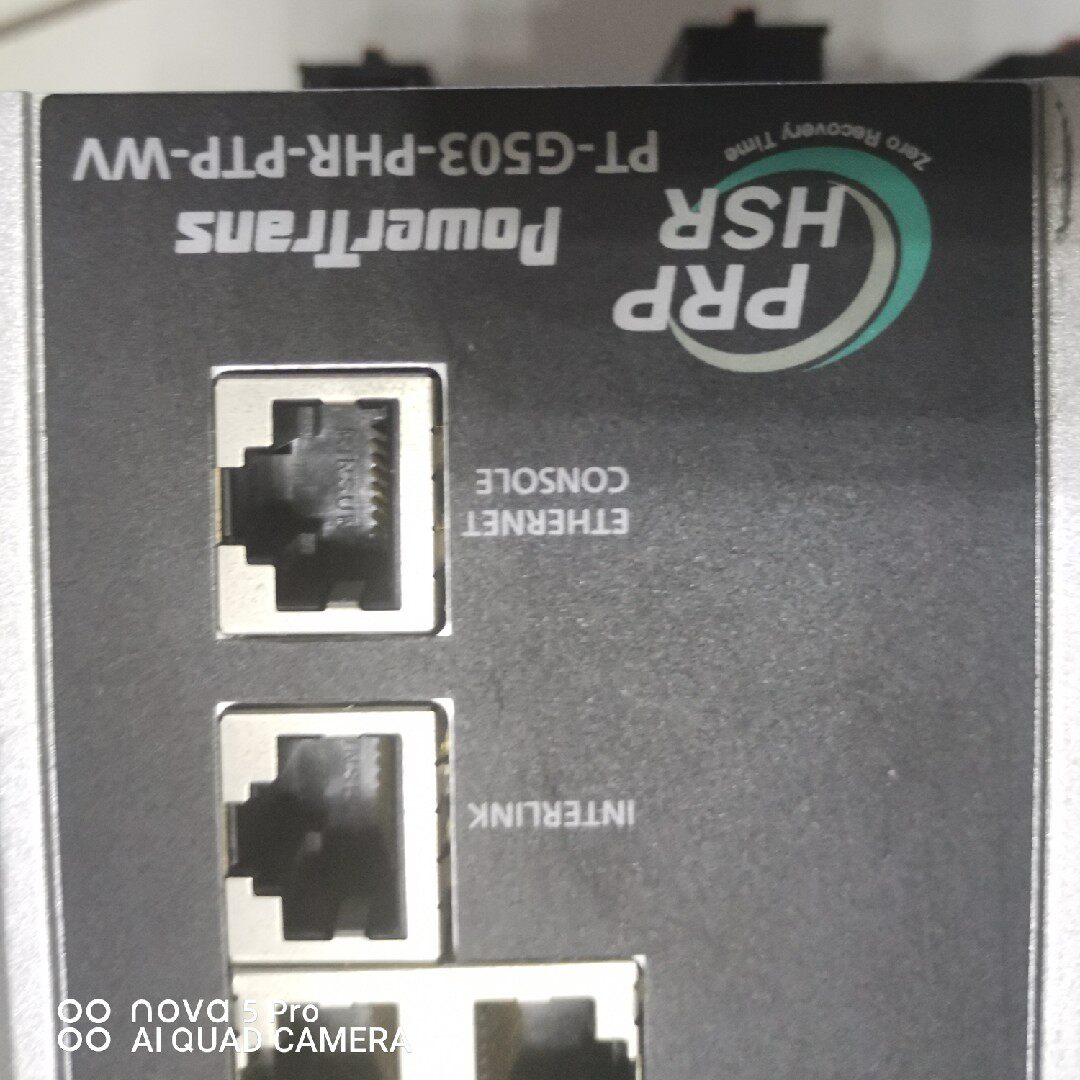 INTERLINK
ETHERNET
CONSOLE
PRP
HSR
Zero Recovery Time
PowerTrans
PT-G503-PHR-PTP-WV
nova 5 Pro
AI QUAD CAMERA